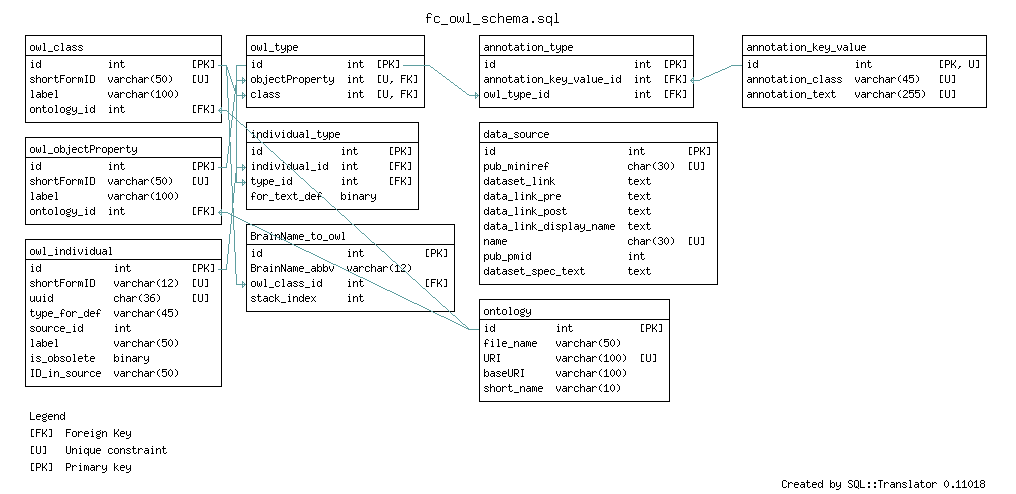 fc_owl_schema.sql
owl_class
id int [PK]
shortFormID varchar(50) [U]
label varchar(100)
ontology_id int [FK]
owl_objectProperty
id int [PK]
shortFormID varchar(50) [U]
label varchar(100)
ontology_id int [FK]
owl_individual
id int [PK]
shortFormID varchar(12) [U]
uuid char(36) [U]
type_for_def varchar(45)
source_id int
label varchar(50)
is_obsolete binary
ID_in_source varchar(50)
owl_type
id int [PK]
objectProperty int [U, FK]
class int [U, FK]
individual_type
id int [PK]
individual_id int [FK]
type_id int [FK]
for_text_def binary
BrainName_to_owl
id int [PK]
BrainName_abbv varchar(12)
owl_class_id int [FK]
stack_index int
annotation_type
id int [PK]
annotation_key_value_id int [FK]
owl_type_id int [FK]
data_source
id int [PK]
pub_miniref char(30) [U]
dataset_link text
data_link_pre text
data_link_post text
data_link_display_name text
name char(30) [U]
pub_pmid int
dataset_spec_text text
ontology
id int [PK]
file_name varchar(50)
URI varchar(100) [U]
baseURI varchar(100)
short_name varchar(10)
annotation_key_value
id int [PK, U]
annotation_class varchar(45) [U]
annotation_text varchar(255) [U]
Legend
[FK] Foreign Key
[U] Unique constraint
[PK] Primary key
Created by SQL::Translator 0.11018